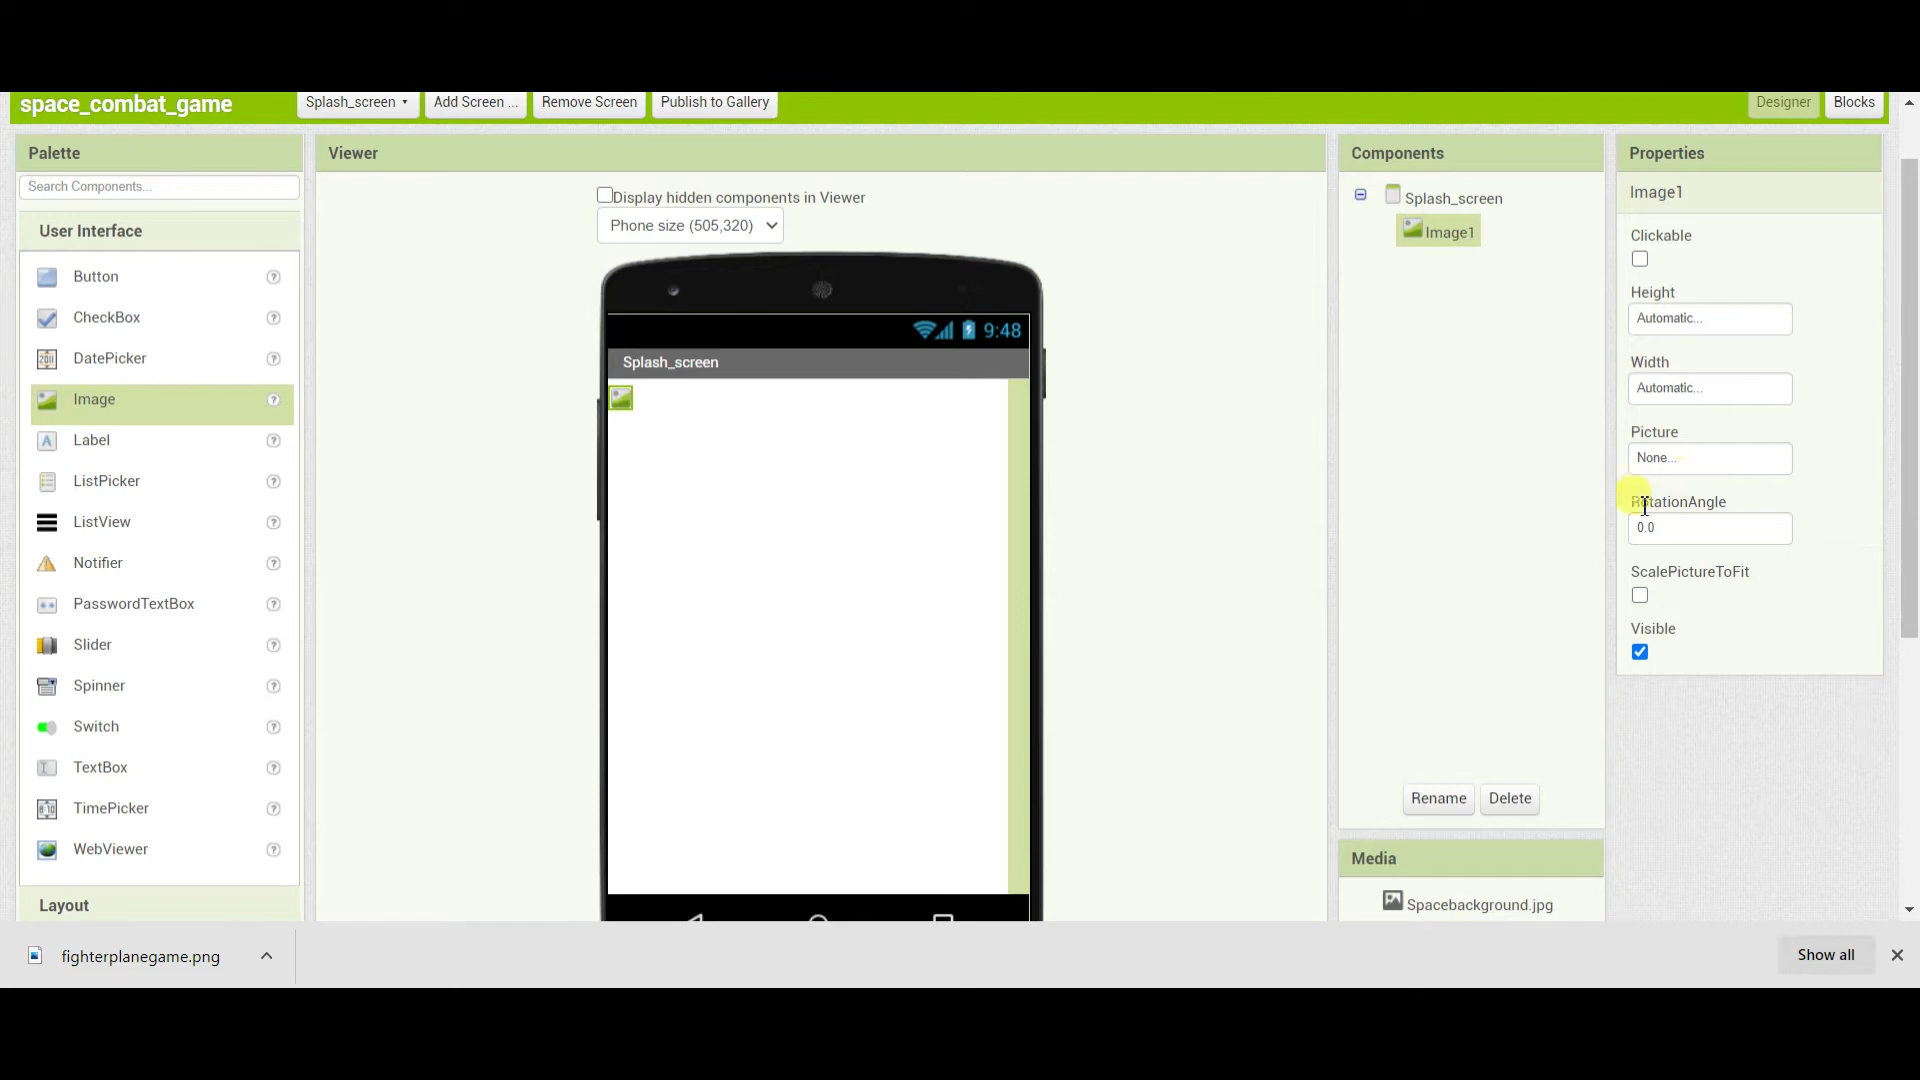 space_combat_game
Splash_screen
Add Screen ...
Remove Screen
Publish to Gallery
Designer
Blocks
Palette
Search Components...
User Interface
Button
CheckBox
DatePicker
Image
Label
ListPicker
ListView
Notifier
PasswordTextBox
Slider
Spinner
Switch
TextBox
TimePicker
WebViewer
Layout
Viewer
Display hidden components in Viewer
Phone size (505,320)
9:48
Splash_screen
Components
Splash_screen
Image1
Rename
Delete
Media
Spacebackground.jpg
Properties
Image1
Clickable
Height
Automatic...
Width
Automatic...
Picture
None...
RotationAngle
0.0
ScalePictureToFit
Visible
fighterplanegame.png
Show all